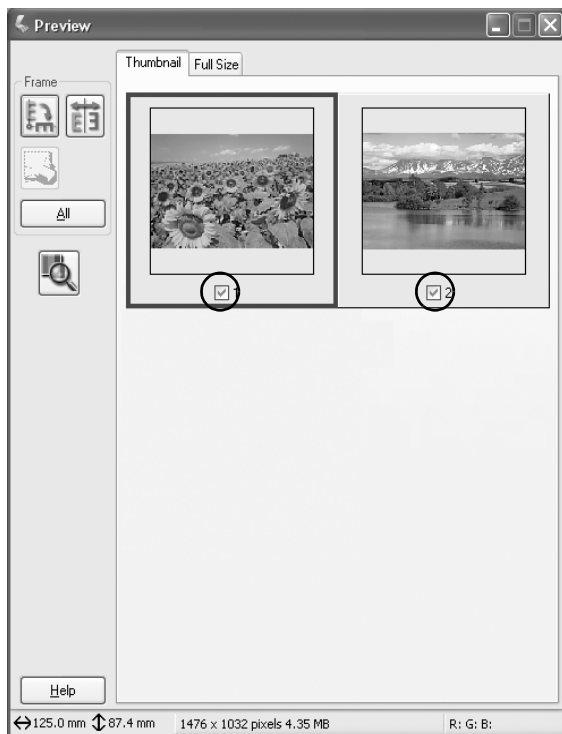 Preview
Thumbnail Full Size
Frame
All
1
2
Help
125.0 mm 87.4 mm 1476 x 1032 pixels 4.35 MB R: G: B: